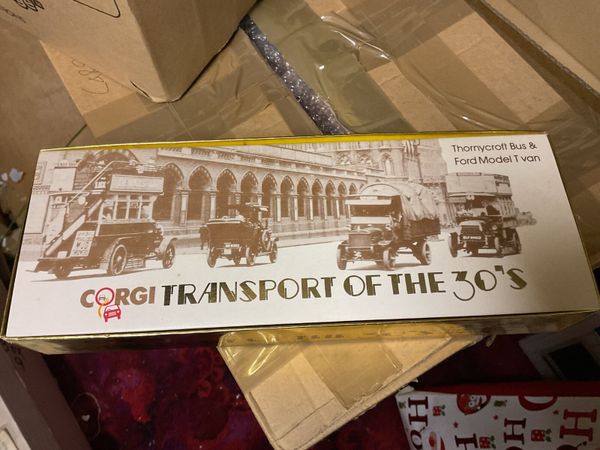 Thornycroft Bus &
Ford Model T van
CORGI TRANSPORT OF THE 30'S